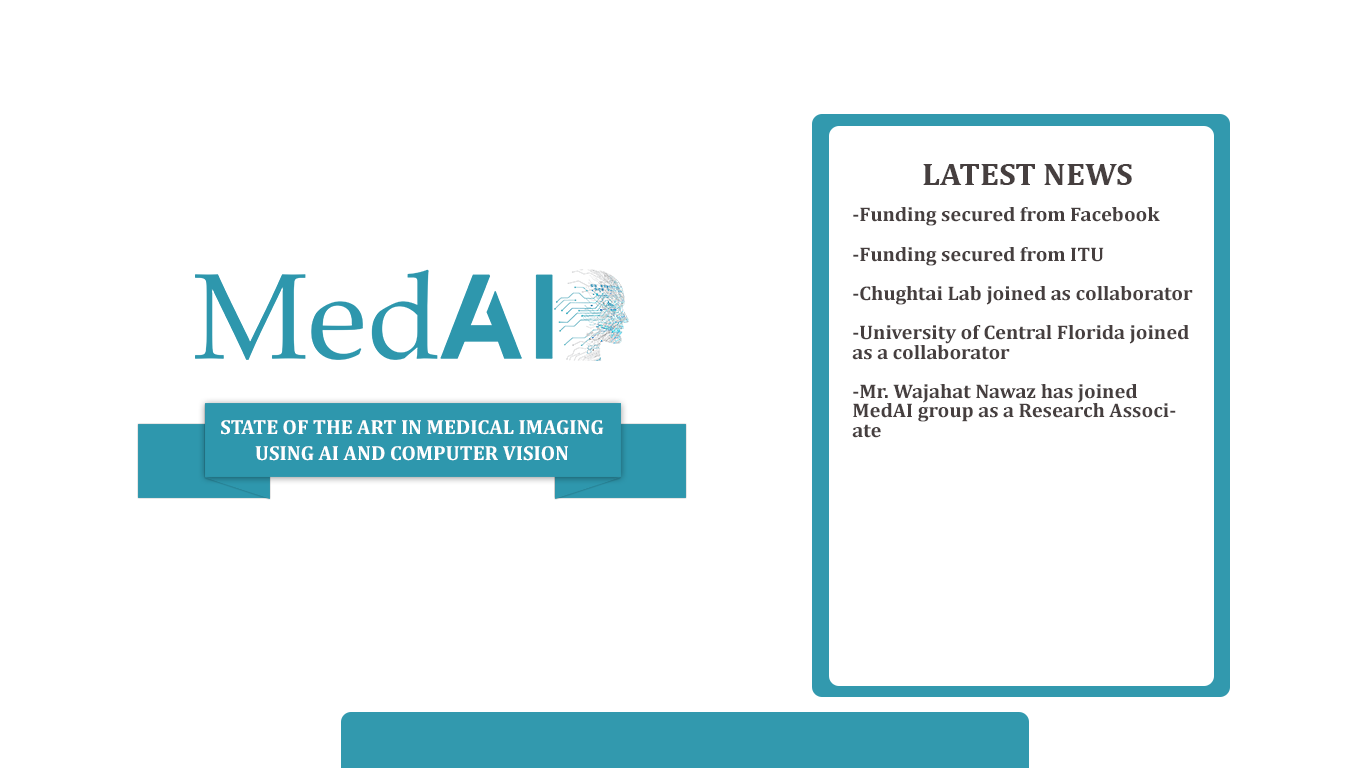 MedAI
STATE OF THE ART IN MEDICAL IMAGING
USING AI AND COMPUTER VISION
LATEST NEWS
-Funding secured from Facebook
-Funding secured from ITU
-Chughtai Lab joined as collaborator
-University of Central Florida joined
as a collaborator
-Mr. Wajahat Nawaz has joined
MedAI group as a Research Associ-
ate